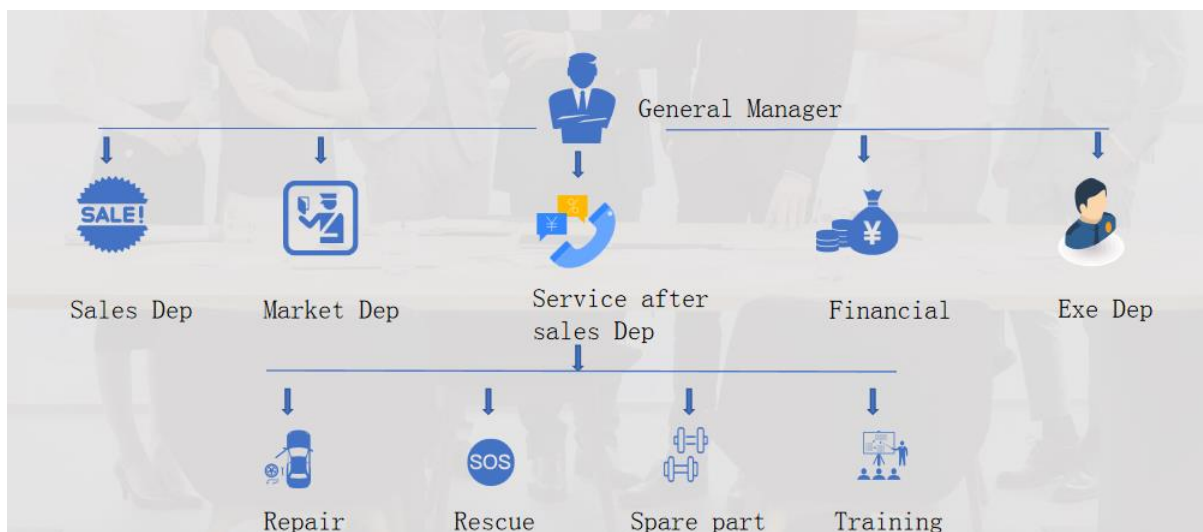 General Manager
SALE!
¥
%
¥
Sales Dep
Market Dep
Service after
sales Dep
Financial
Exe Dep
SOS
Repair
Rescue
Spare part
Training